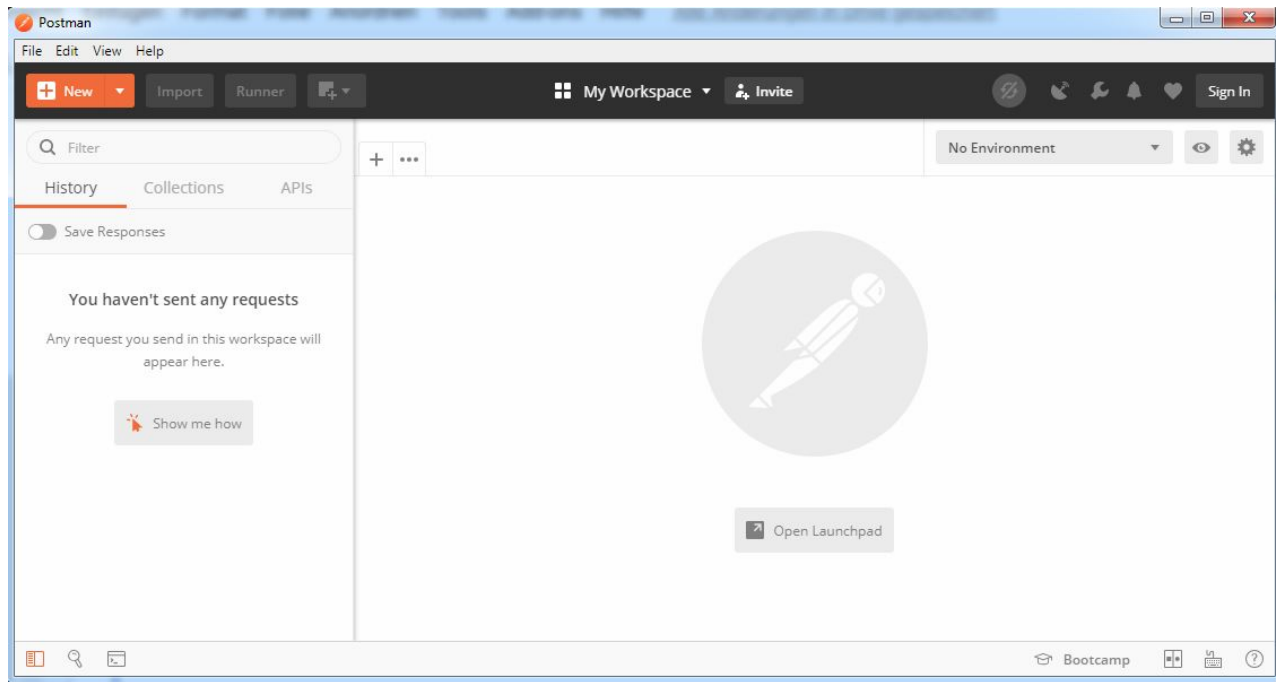 Postman
File Edit View Help
New Import Runner My Workspace Invite Sign In
Filter
No Environment
History Collections APIs
Save Responses
You haven't sent any requests
Any request you send in this workspace will
appear here.
Show me how
Open Launchpad
Bootcamp